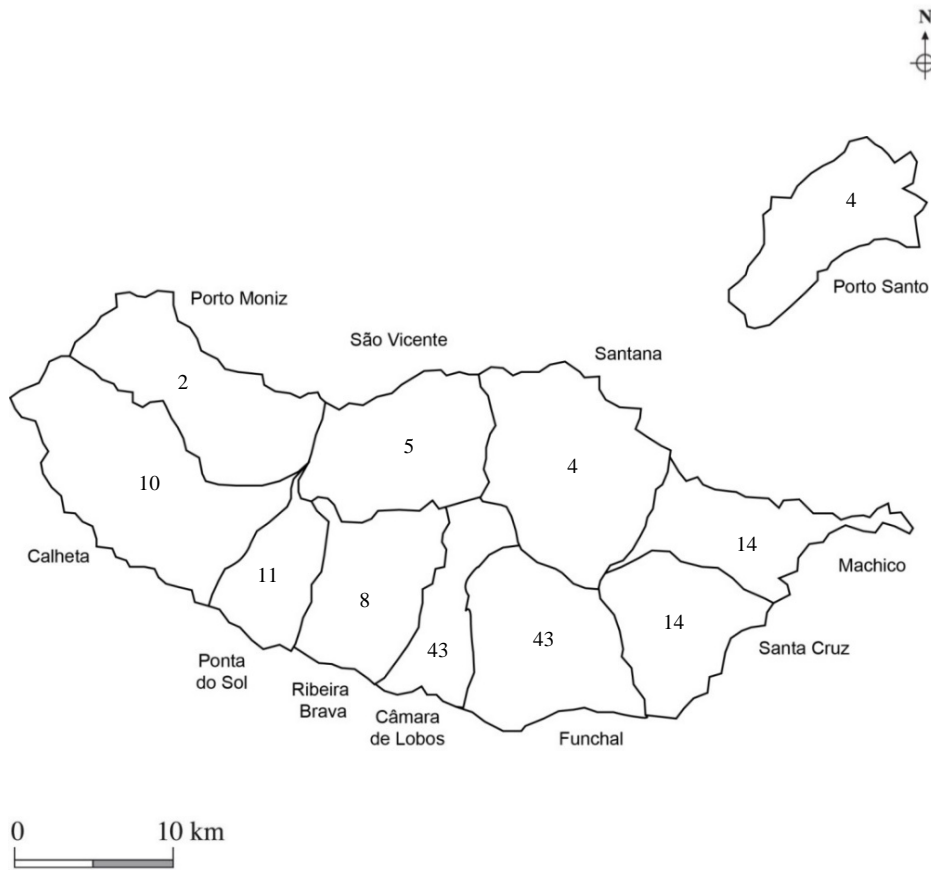 N
4
Porto Santo
Porto Moniz
São Vicente
Santana
2
5
4
10
14
Calheta
Machico
11
8
14
43
43
Santa Cruz
Ponta
do Sol
Ribeira
Brava
Câmara
de Lobos
Funchal
0 10 km